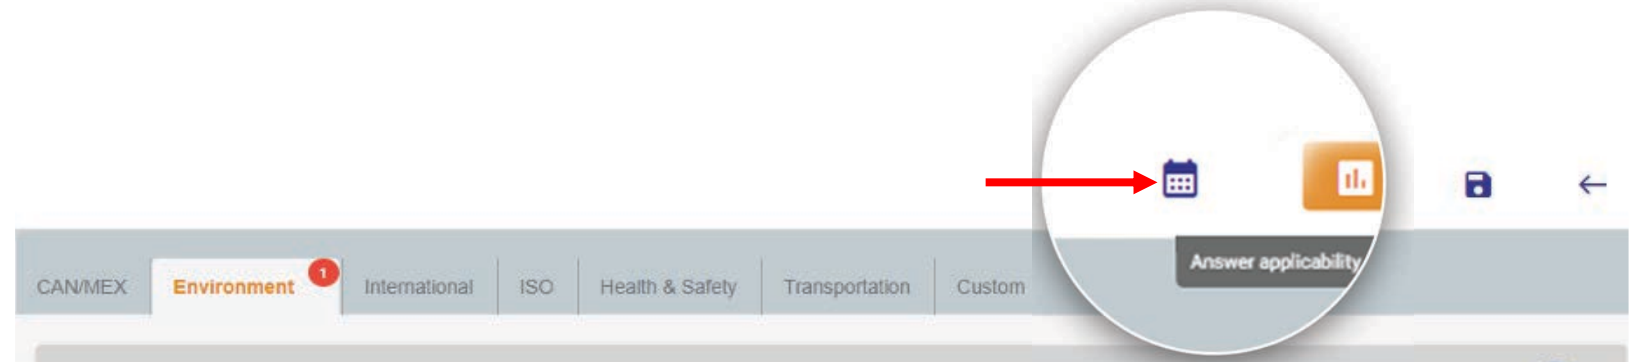 Answer applicability
CAN/MEX Environment 1 International ISO Health & Safety Transportation Custom